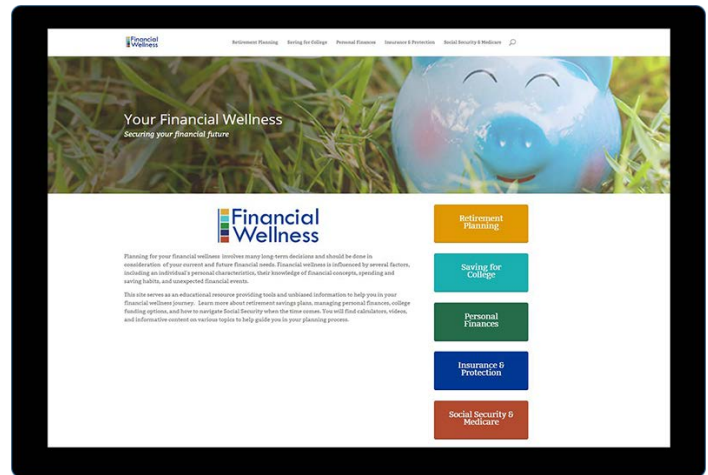 Financial
Wellness
Retirement Planning Saving for College Personal Finances Insurance & Protection Social Security & Medicare
Your Financial Wellness
Securing your financial future
Financial
Wellness
Planning for your financial wellness involves many long-term decisions and should be done in
consideration of your current and future financial needs. Financial wellness is influenced by several factors,
including an individual's personal characteristics, their knowledge of financial concepts, spending and
saving habits, and unexpected financial events.
This site serves as an educational resource providing tools and unbiased information to help you in your
financial wellness journey. Learn more about retirement savings plans, managing personal finances, college
funding options, and how to navigate Social Security when the time comes. You will find calculators, videos,
and informative content on various topics to help guide you in your planning process.
Retirement
Planning
Saving for
College
Personal
Finances
Insurance &
Protection
Social Security &
Medicare